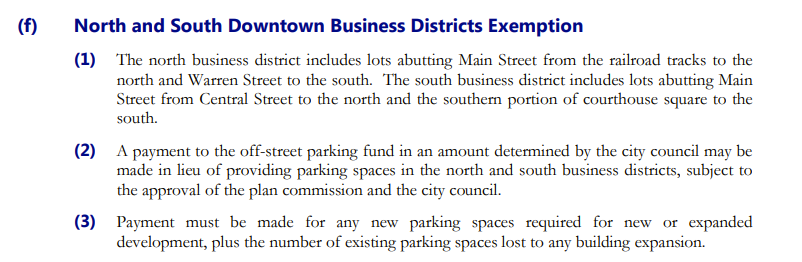 (f) North and South Downtown Business Districts Exemption
(1) The north business district includes lots abutting Main Street from the railroad tracks to the
north and Warren Street to the south. The south business district includes lots abutting Main
Street from Central Street to the north and the southern portion of courthouse square to the
south.
(2) A payment to the off-street parking fund in an amount determined by the city council may be
made in lieu of providing parking spaces in the north and south business districts, subject to
the approval of the plan commission and the city council.
(3) Payment must be made for any new parking spaces required for new or expanded
development, plus the number of existing parking spaces lost to any building expansion.